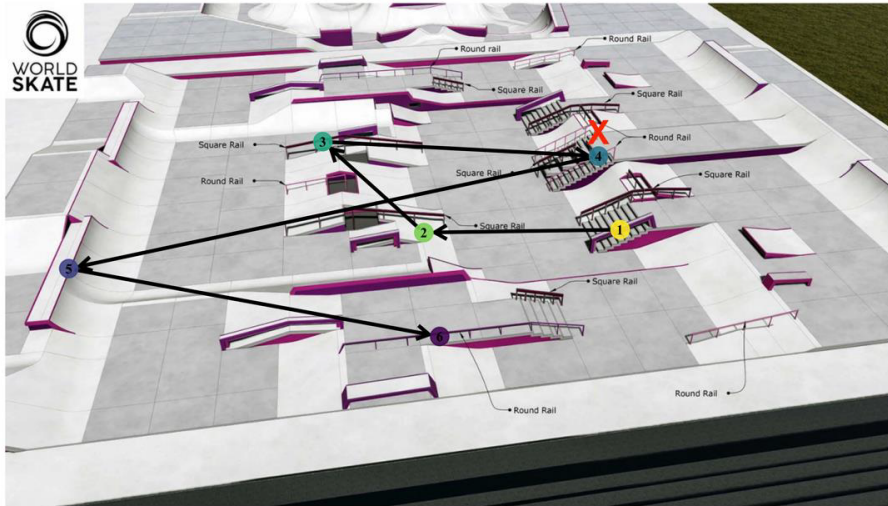 WORLD
SKATE
Round rail
Round Rail
Square Rail
Square Rail
X
Round Rail
Square Rail
3
4
Square Rail
Square Rail
Round Rail
Square Rail
2
1
5
Square Rail
6
Round Rail
Round Rail